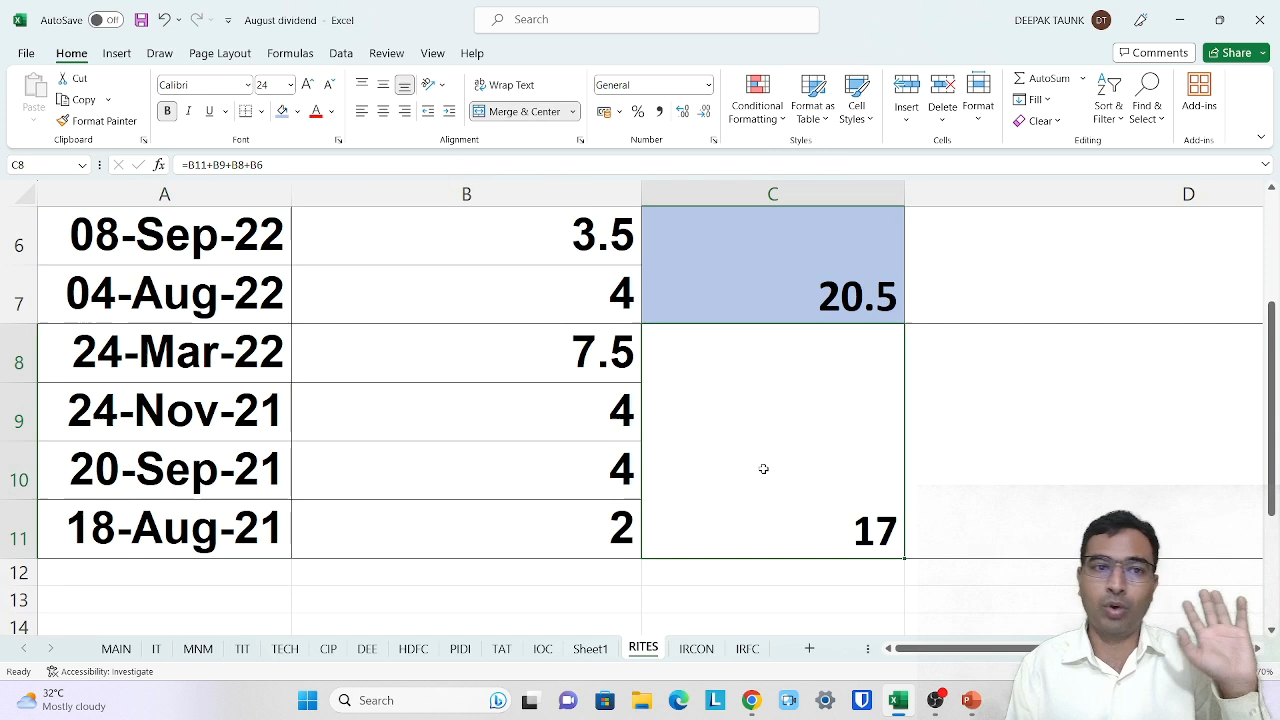 AutoSave Off August dividend - Excel Search DEEPAK TAUNK DT
File Home Insert Draw Page Layout Formulas Data Review View Help Comments Share
Paste Cut Calibri 24 A A Wrap Text General Conditional Formatting Format as Table Cell Styles Insert Delete Format AutoSum Sort & Filter Find & Select Add-ins
Copy Fill
Format Painter B I U A Merge & Center % , Clear
Clipboard Font Alignment Number Styles Cells Editing Add-ins
C8 fx =B11+B9+B8+B6
A B C D
6 08-Sep-22 3.5
7 04-Aug-22 4 20.5
8 24-Mar-22 7.5
9 24-Nov-21 4
10 20-Sep-21 4
11 18-Aug-21 2 17
12
13
14
MAIN IT MNM TIT TECH CIP DEE HDFC PIDI TAT IOC Sheet1 RITES IRCON IRFC
Ready Accessibility: Investigate
32°C Search
Mostly cloudy